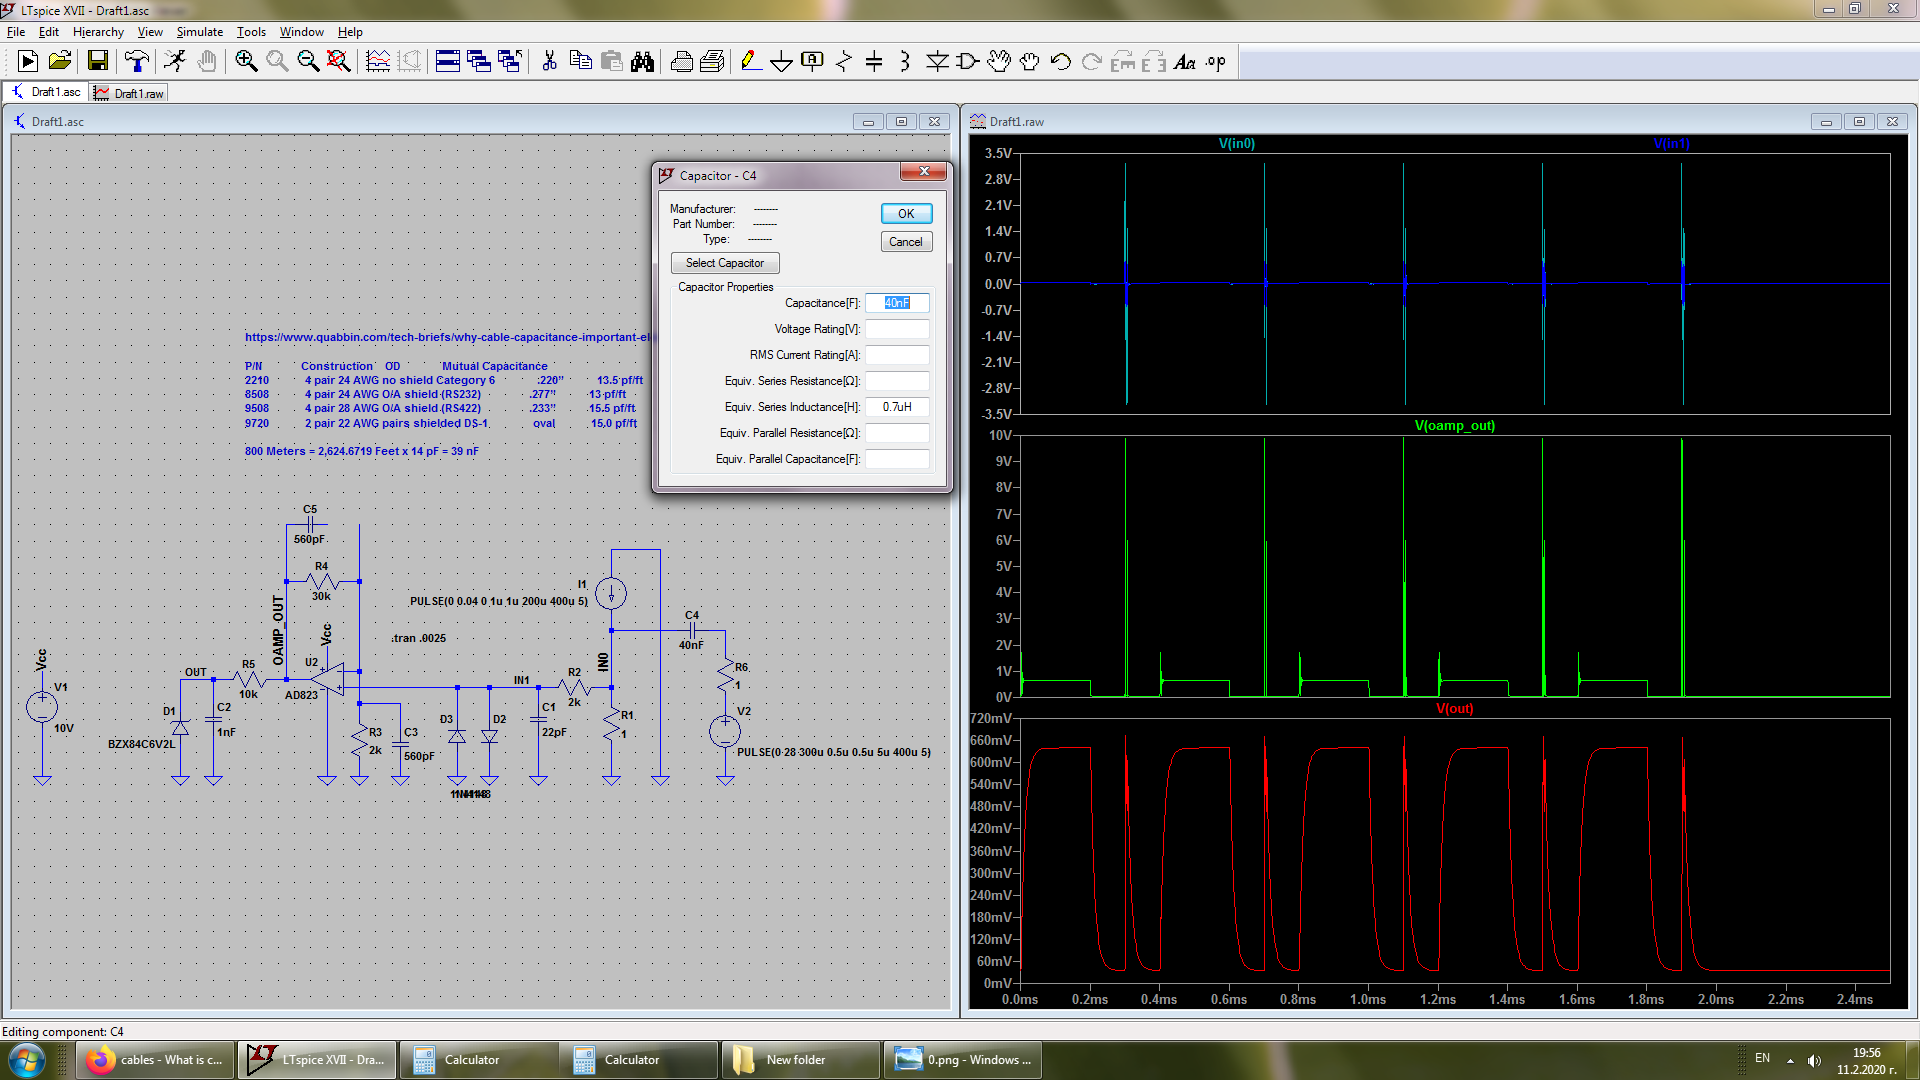 LTspice XVII - Draft1.asc
File Edit Hierarchy View Simulate Tools Window Help
Draft1.asc Draft1.raw
Draft1.asc
https://www.quabbin.com/tech-briefs/why-cable-capacitance-important-el
P/N Construction OD Mutual Capacitance
2210 4 pair 24 AWG no shield Category 6 .220" 13.5 pf/ft
8508 4 pair 24 AWG O/A shield (RS232) .277" 13 pf/ft
9508 4 pair 28 AWG O/A shield (RS422) .233" 15.5 pf/ft
9720 2 pair 22 AWG pairs shielded DS-1 oval 15.0 pf/ft
800 Meters = 2,624.6719 Feet x 14 pF = 39 nF
Capacitor - C4
Manufacturer: --------
Part Number: --------
Type: --------
OK
Cancel
Select Capacitor
Capacitor Properties
Capacitance[F]: 40nF
Voltage Rating[V]:
RMS Current Rating[A]:
Equiv. Series Resistance[Ω]:
Equiv. Series Inductance[H]: 0.7uH
Equiv. Parallel Resistance[Ω]:
Equiv. Parallel Capacitance[F]:
C5
560pF
R4
30k
OAMP_OUT
Vcc
U2
AD823
.tran .0025
PULSE(0 0.04 0 1u 1u 200u 400u 5)
I1
C4
40nF
IN0
R6
1
V2
PULSE(0 28 300u 0.5u 0.5u 5u 400u 5)
R1
1
R2
2k
IN1
C1
22pF
D2
D3
1N4148
C3
560pF
R3
2k
R5
10k
OUT
C2
1nF
D1
BZX84C6V2L
Vcc
V1
10V
Draft1.raw
V(in0) V(in1)
3.5V
2.8V
2.1V
1.4V
0.7V
0.0V
-0.7V
-1.4V
-2.1V
-2.8V
-3.5V
V(oamp_out)
10V
9V
8V
7V
6V
5V
4V
3V
2V
1V
0V
V(out)
720mV
660mV
600mV
540mV
480mV
420mV
360mV
300mV
240mV
180mV
120mV
60mV
0mV
0.0ms 0.2ms 0.4ms 0.6ms 0.8ms 1.0ms 1.2ms 1.4ms 1.6ms 1.8ms 2.0ms 2.2ms 2.4ms
Editing component: C4
cables - What is c... LTspice XVII - Dra... Calculator Calculator New folder 0.png - Windows ...
EN
19:56
11.2.2020 г.